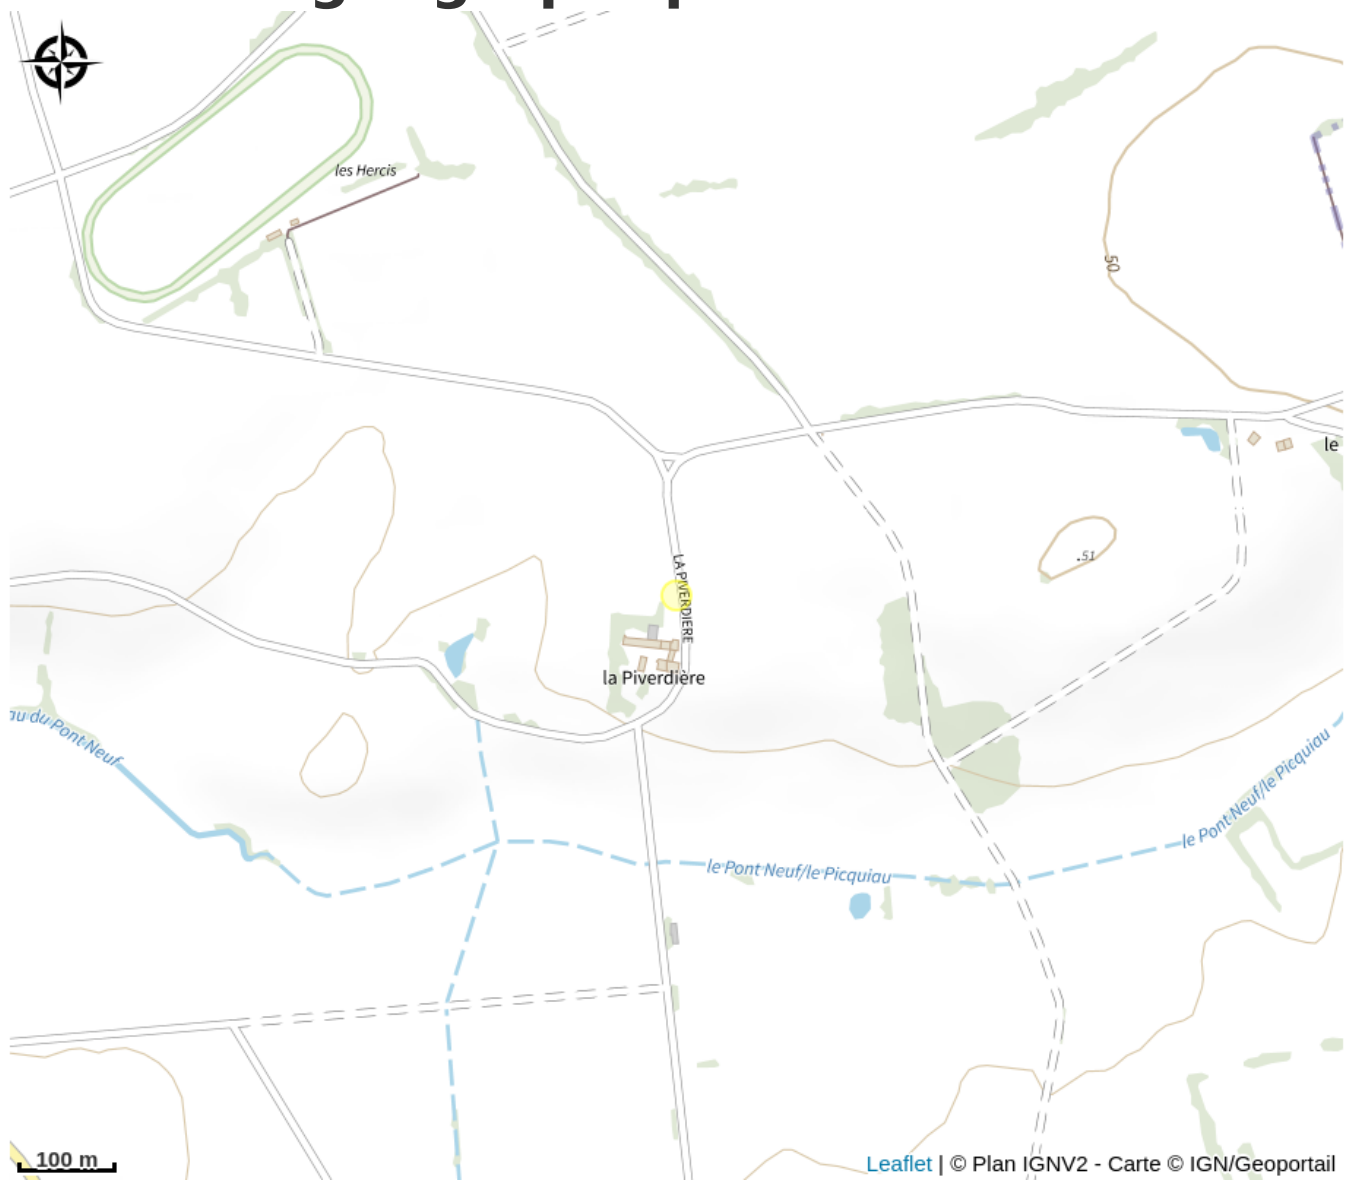 les Hercis
50
le
.51
LA PIVERDIERE
la Piverdière
au du Pont Neuf
le Pont Neuf/le Picquiau
le Pont Neuf/le Picquiau
100 m
Leaflet | © Plan IGNV2 - Carte © IGN/Geoportail